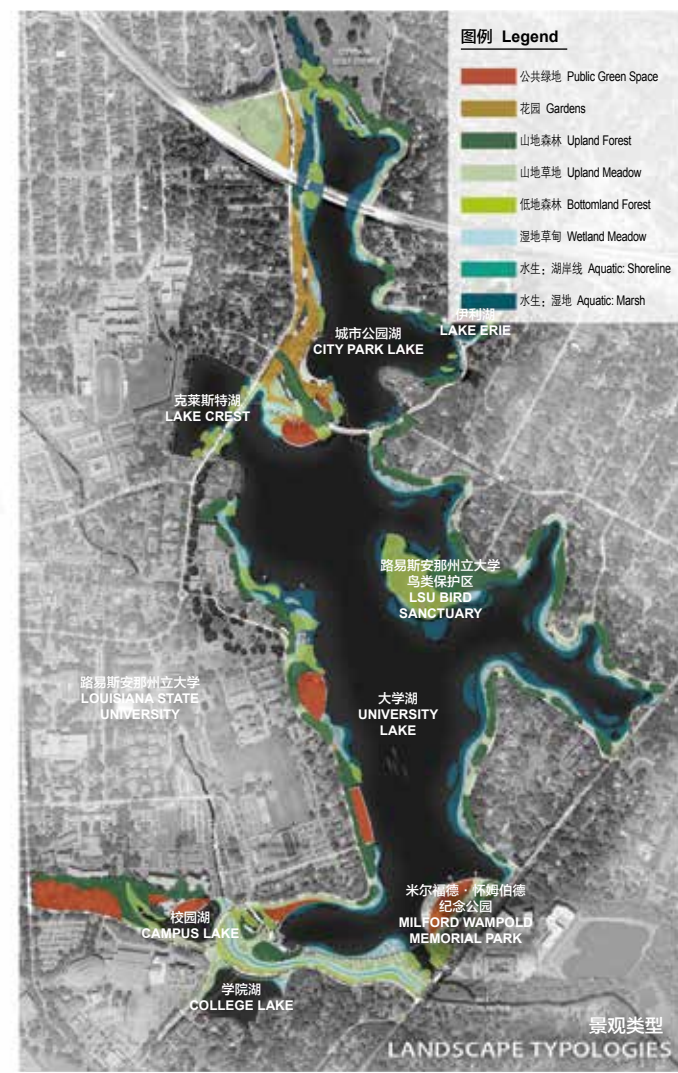 图例 Legend
公共绿地 Public Green Space
花园 Gardens
山地森林 Upland Forest
山地草地 Upland Meadow
低地森林 Bottomland Forest
湿地草甸 Wetland Meadow
水生：湖岸线 Aquatic: Shoreline
水生：湿地 Aquatic: Marsh
伊利湖
LAKE ERIE
城市公园湖
CITY PARK LAKE
克莱斯特湖
LAKE CREST
路易斯安那州立大学
鸟类保护区
LSU BIRD
SANCTUARY
路易斯安那州立大学
LOUISIANA STATE
UNIVERSITY
大学湖
UNIVERSITY
LAKE
米尔福德·怀姆伯德
纪念公园
MILFORD WAMPOLD
MEMORIAL PARK
校园湖
CAMPUS LAKE
学院湖
COLLEGE LAKE
景观类型
LANDSCAPE TYPOLOGIES